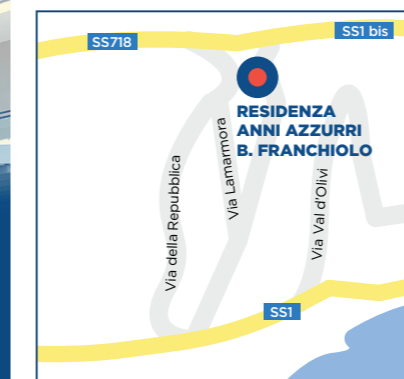 SS1 bis
SS718
RESIDENZA
ANNI AZZURRI
B. FRANCHIOLO
Via Lamarmora
Via della Repubblica
Via Val d'Olivi
SS1